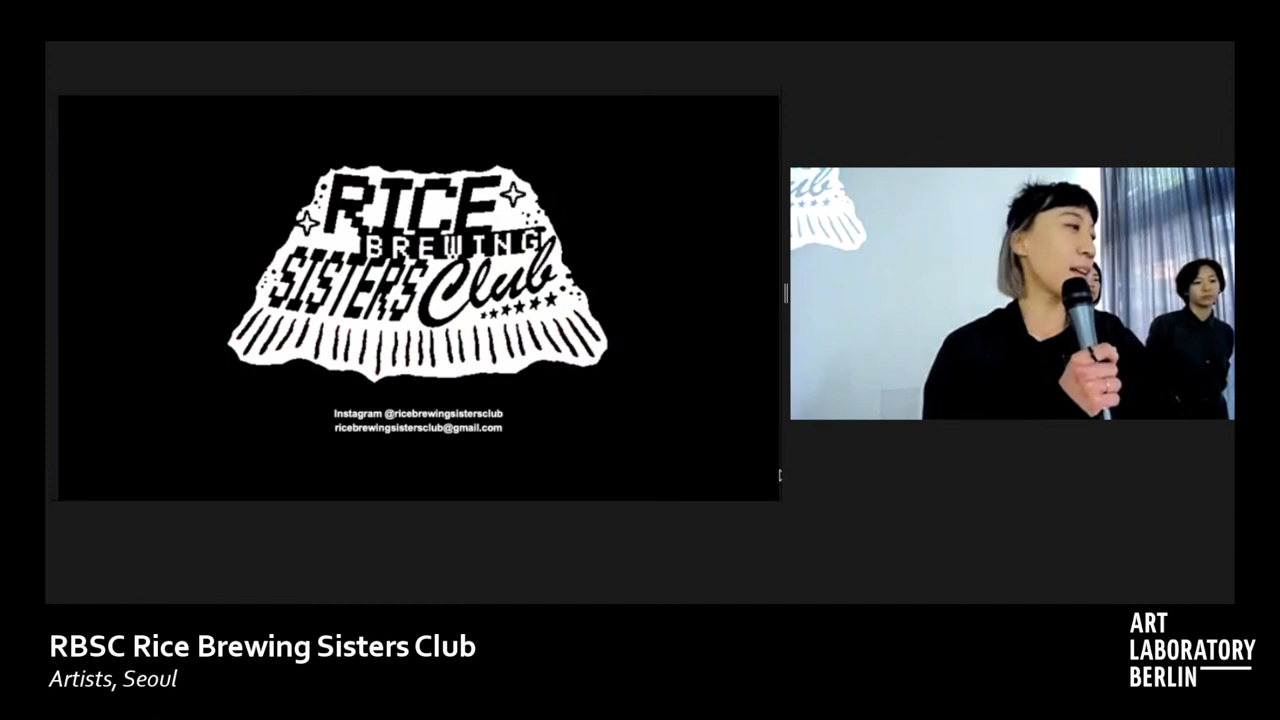 RICE
BREWING
SISTERS Club
Instagram @ricebrewingsistersclub
ricebrewingsistersclub@gmail.com
ub
RBSC Rice Brewing Sisters Club
Artists, Seoul
ART
LABORATORY
BERLIN